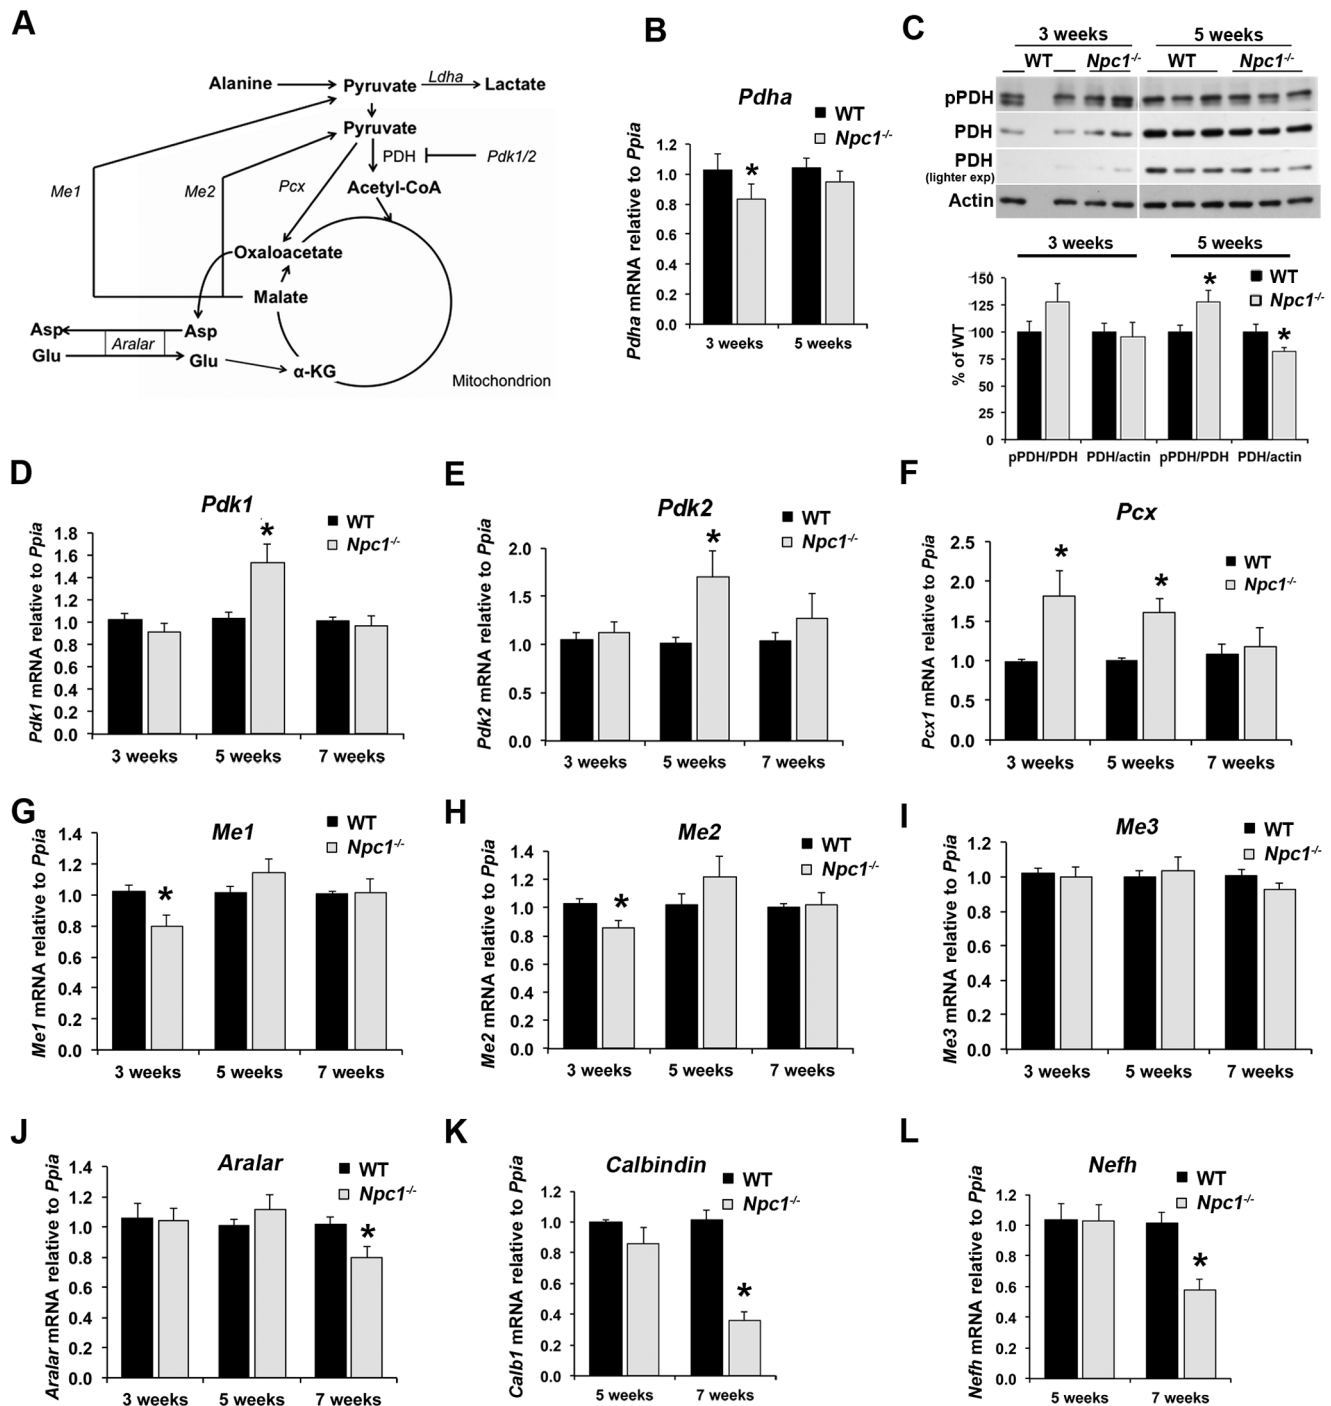 A
Alanine
Pyruvate
Ldha
Lactate
Pyruvate
PDH
Pdk1/2
Me1
Me2
Pcx
Acetyl-CoA
Oxaloacetate
Malate
Asp
Asp
Aralar
Glu
Glu
α-KG
Mitochondrion
B
Pdha
WT
Npc1-/-
Pdha mRNA relative to Ppia
1.2
1.0
0.8
0.6
0.4
0.2
0.0
*
3 weeks 5 weeks
C
3 weeks 5 weeks
WT Npc1-/- WT Npc1-/-
pPDH
PDH
PDH
(lighter exp)
Actin
3 weeks 5 weeks
WT
Npc1-/-
% of WT
150
125
100
75
50
25
0
* *
pPDH/PDH PDH/actin pPDH/PDH PDH/actin
D
Pdk1
WT
Npc1-/-
Pdk1 mRNA relative to Ppia
1.8
1.6
1.4
1.2
1.0
0.8
0.6
0.4
0.2
0.0
*
3 weeks 5 weeks 7 weeks
E
Pdk2
WT
Npc1-/-
Pdk2 mRNA relative to Ppia
2.0
1.5
1.0
0.5
0.0
*
3 weeks 5 weeks 7 weeks
F
Pcx
WT
Npc1-/-
Pcx1 mRNA relative to Ppia
2.5
2.0
1.5
1.0
0.5
0.0
* *
3 weeks 5 weeks 7 weeks
G
Me1
WT
Npc1-/-
Me1 mRNA relative to Ppia
1.4
1.2
1.0
0.8
0.6
0.4
0.2
0.0
*
3 weeks 5 weeks 7 weeks
H
Me2
WT
Npc1-/-
Me2 mRNA relative to Ppia
1.4
1.2
1.0
0.8
0.6
0.4
0.2
0.0
*
3 weeks 5 weeks 7 weeks
I
Me3
WT
Npc1-/-
Me3 mRNA relative to Ppia
1.2
1.0
0.8
0.6
0.4
0.2
0.0
3 weeks 5 weeks 7 weeks
J
Aralar
WT
Npc1-/-
Aralar mRNA relative to Ppia
1.4
1.2
1.0
0.8
0.6
0.4
0.2
0.0
*
3 weeks 5 weeks 7 weeks
K
Calbindin
WT
Npc1-/-
Calb1 mRNA relative to Ppia
1.2
1.0
0.8
0.6
0.4
0.2
0.0
*
5 weeks 7 weeks
L
Nefh
WT
Npc1-/-
Nefh mRNA relative to Ppia
1.2
1.0
0.8
0.6
0.4
0.2
0.0
*
5 weeks 7 weeks